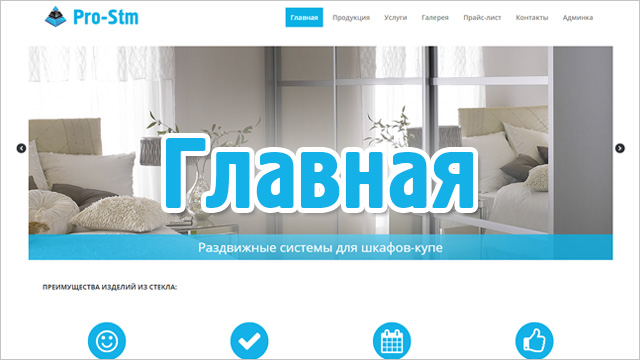 Pro-Stm
Главная Продукция Услуги Галерея Прайс-лист Контакты Админка
Главная
Раздвижные системы для шкафов-купе
ПРЕИМУЩЕСТВА ИЗДЕЛИЙ ИЗ СТЕКЛА: